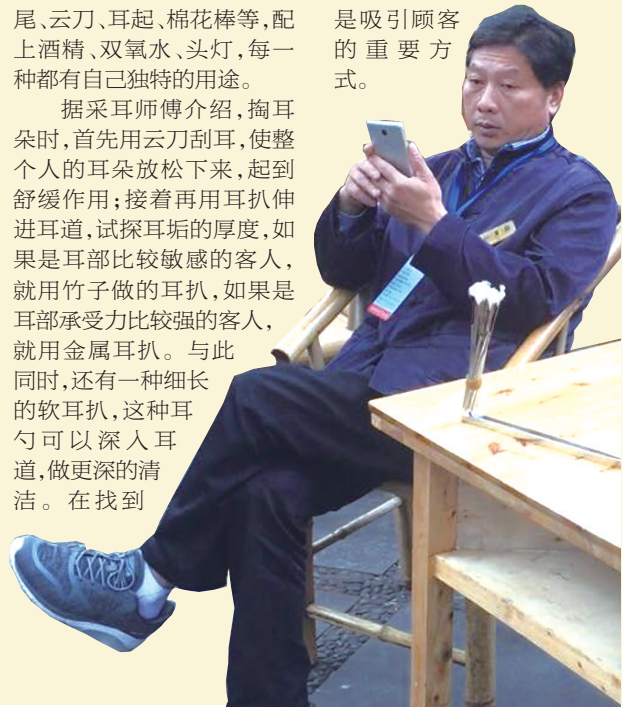 尾、云刀、耳起、棉花棒等，配
上酒精、双氧水、头灯，每一
种都有自己独特的用途。
据采耳师傅介绍，掏耳
朵时，首先用云刀刮耳，使整
个人的耳朵放松下来，起到
舒缓作用；接着再用耳扒伸
进耳道，试探耳垢的厚度，如
果是耳部比较敏感的客人，
就用竹子做的耳扒，如果是
耳部承受力比较强的客人，
就用金属耳扒。与此
同时，还有一种细长
的软耳扒，这种耳
勺可以深入耳
道，做更深的清
洁。在找到
是吸引顾客
的重要方
式。